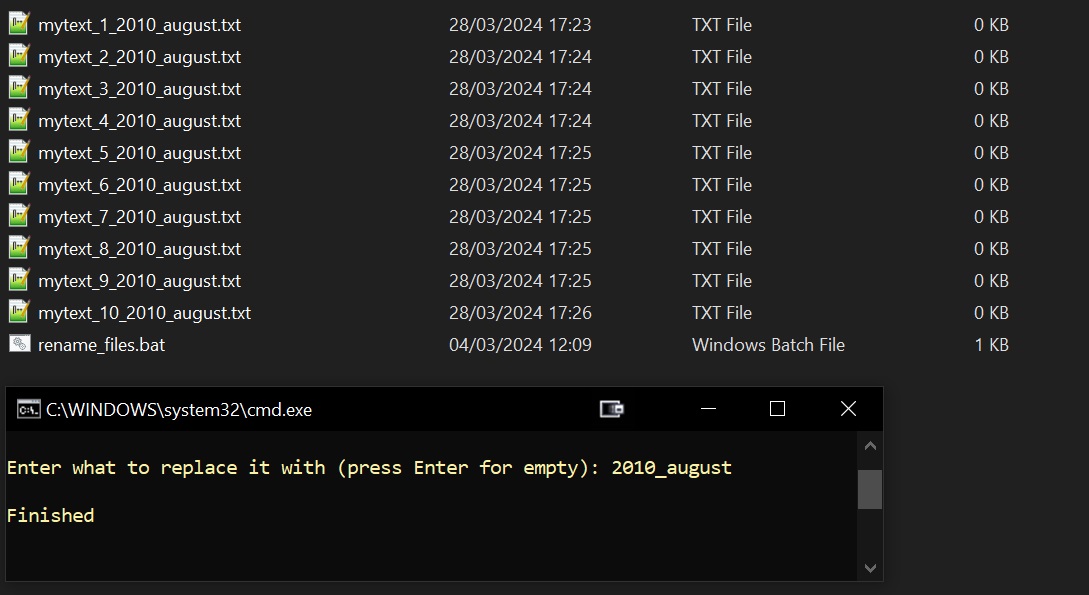 mytext_1_2010_august.txt 28/03/2024 17:23 TXT File 0 KB
mytext_2_2010_august.txt 28/03/2024 17:24 TXT File 0 KB
mytext_3_2010_august.txt 28/03/2024 17:24 TXT File 0 KB
mytext_4_2010_august.txt 28/03/2024 17:24 TXT File 0 KB
mytext_5_2010_august.txt 28/03/2024 17:25 TXT File 0 KB
mytext_6_2010_august.txt 28/03/2024 17:25 TXT File 0 KB
mytext_7_2010_august.txt 28/03/2024 17:25 TXT File 0 KB
mytext_8_2010_august.txt 28/03/2024 17:25 TXT File 0 KB
mytext_9_2010_august.txt 28/03/2024 17:25 TXT File 0 KB
mytext_10_2010_august.txt 28/03/2024 17:26 TXT File 0 KB
rename_files.bat 04/03/2024 12:09 Windows Batch File 1 KB
C:\WINDOWS\system32\cmd.exe
Enter what to replace it with (press Enter for empty): 2010_august
Finished